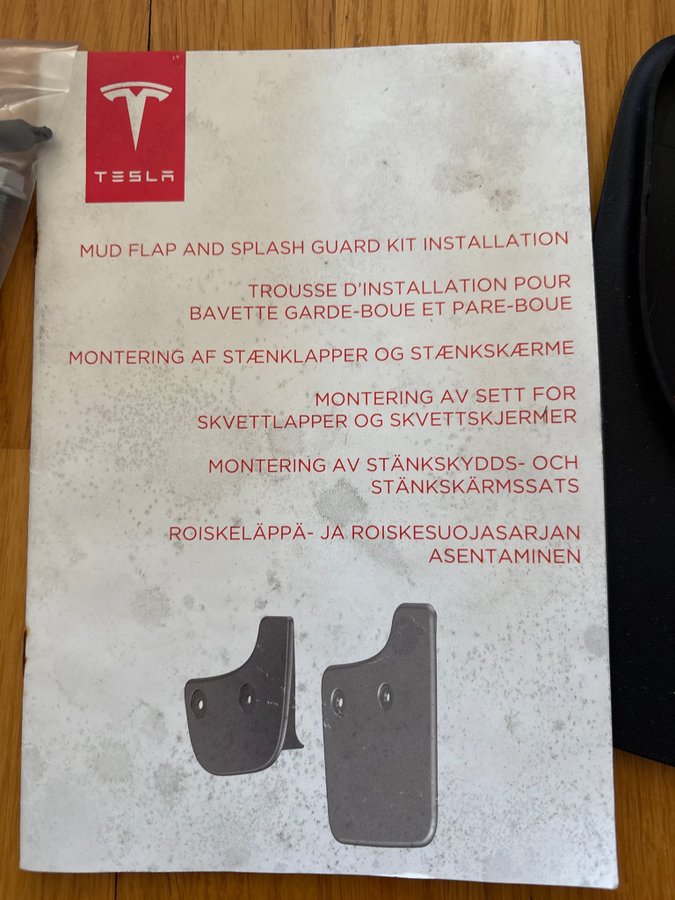 TESLA
MUD FLAP AND SPLASH GUARD KIT INSTALLATION
TROUSSE D'INSTALLATION POUR
BAVETTE GARDE-BOUE ET PARE-BOUE
MONTERING AF STÆNKLAPPER OG STÆNKSKÆRME
MONTERING AV SETT FOR
SKVETTLAPPER OG SKVETTSKJERMER
MONTERING AV STÄNKSKYDDS- OCH
STÄNKSKÄRMSSATS
ROISKELÄPPÄ- JA ROISKESUOJASARJAN
ASENTAMINEN